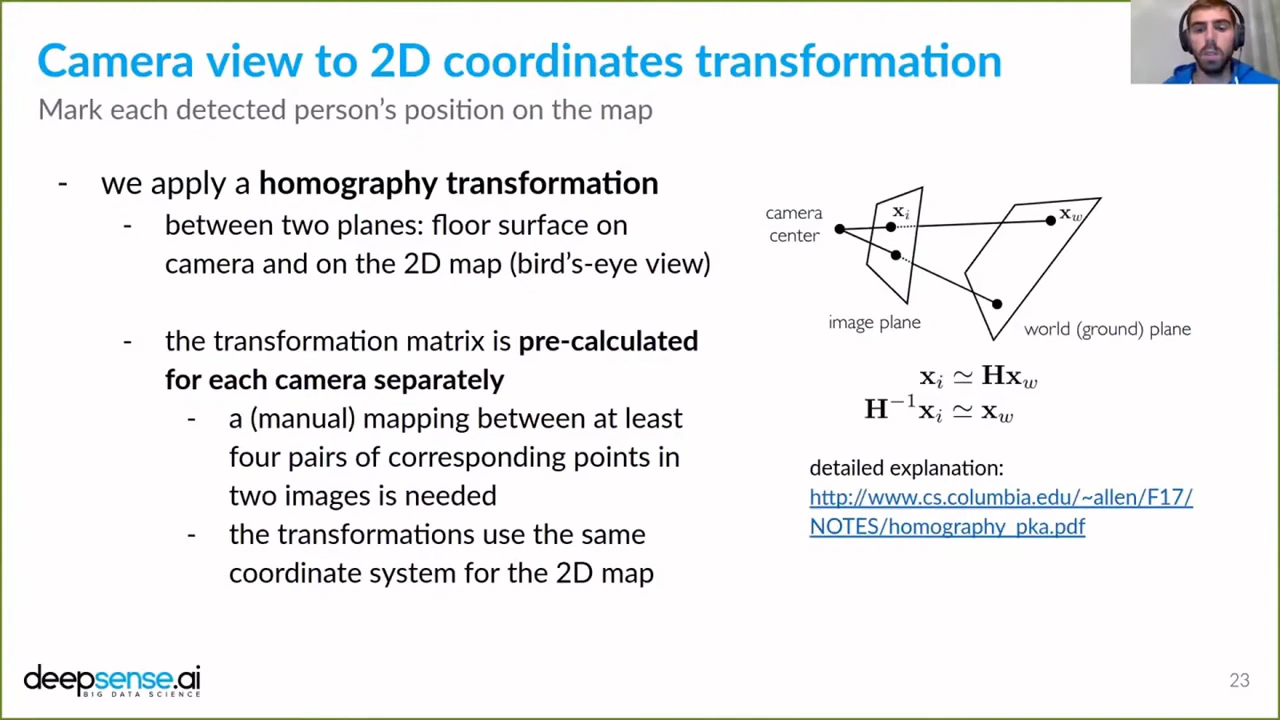 Camera view to 2D coordinates transformation
Mark each detected person's position on the map
- we apply a homography transformation
- between two planes: floor surface on
camera and on the 2D map (bird's-eye view)
- the transformation matrix is pre-calculated
for each camera separately
- a (manual) mapping between at least
four pairs of corresponding points in
two images is needed
- the transformations use the same
coordinate system for the 2D map
camera
center
x_i
x_w
image plane
world (ground) plane
x_i ≃ Hx_w
H^{-1}x_i ≃ x_w
detailed explanation:
http://www.cs.columbia.edu/~allen/F17/
NOTES/homography_pka.pdf
deepsense.ai
BIG DATA SCIENCE
23